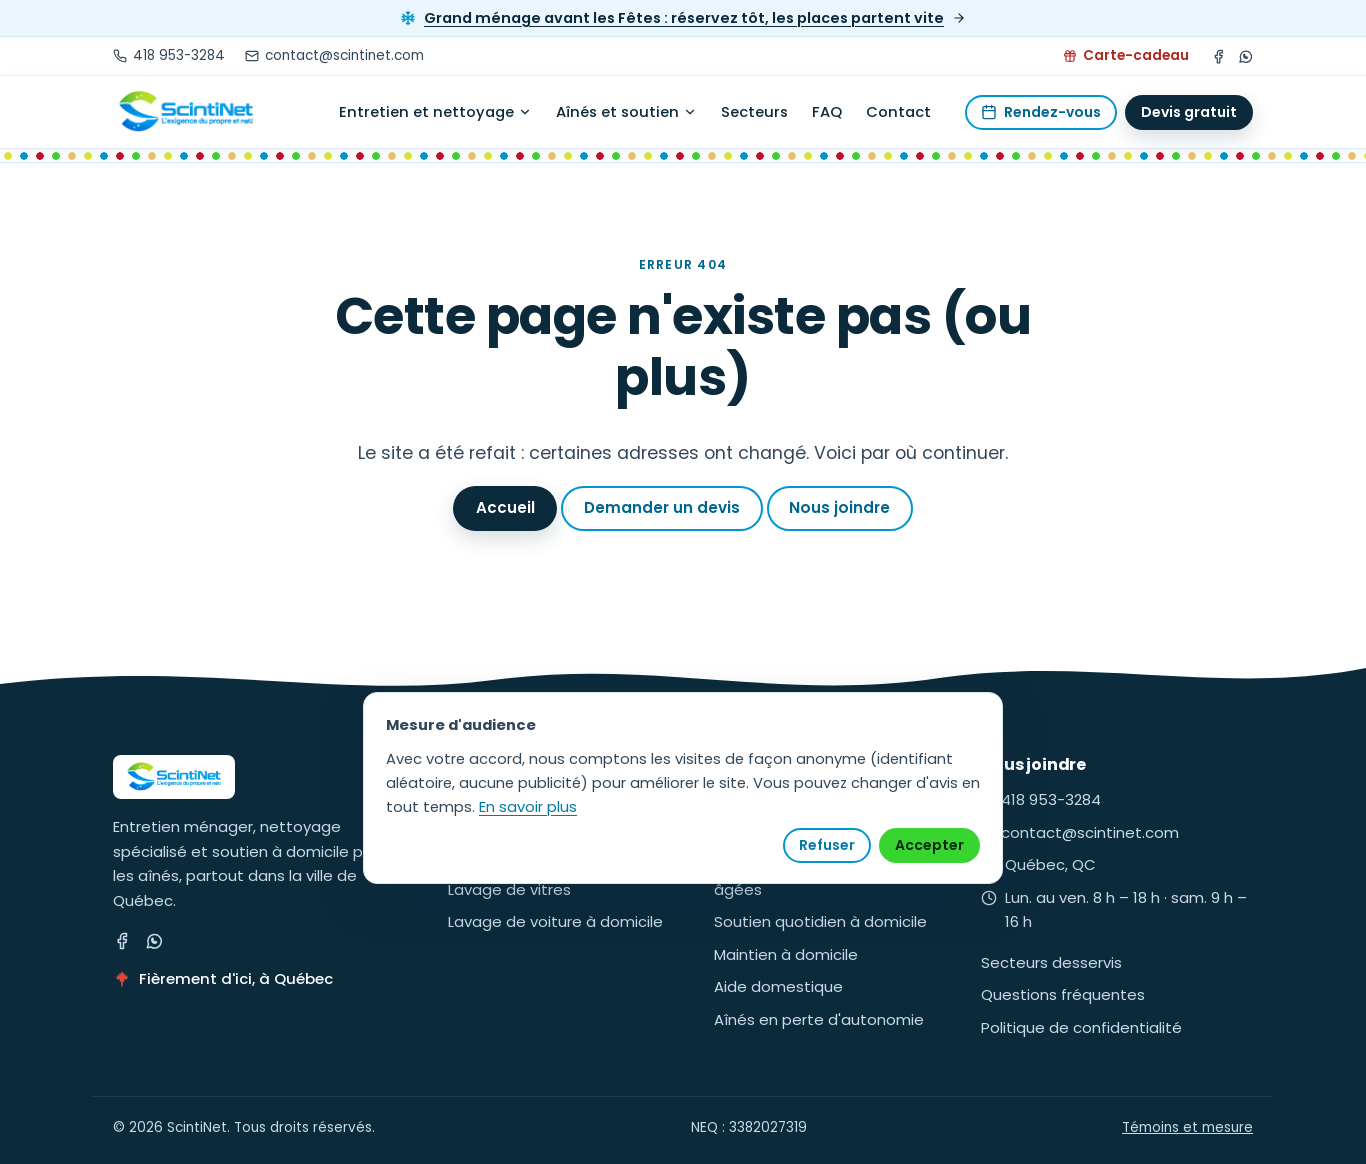 Grand ménage avant les Fêtes : réservez tôt, les places partent vite
418 953-3284
contact@scintinet.com
Carte-cadeau
ScintiNet
L'exigence du propre et net!
Entretien et nettoyage
Aînés et soutien
Secteurs
FAQ
Contact
Rendez-vous
Devis gratuit
ERREUR 404
Cette page n'existe pas (ou
plus)
Le site a été refait : certaines adresses ont changé. Voici par où continuer.
Accueil
Demander un devis
Nous joindre
Mesure d'audience
Avec votre accord, nous comptons les visites de façon anonyme (identifiant
aléatoire, aucune publicité) pour améliorer le site. Vous pouvez changer d'avis en
tout temps. En savoir plus
Refuser
Accepter
ScintiNet
L'exigence du propre et net!
Entretien ménager, nettoyage
spécialisé et soutien à domicile
les aînés, partout dans la ville de
Québec.
Fièrement d'ici, à Québec
Lavage de vitres
Lavage de voiture à domicile
âgées
Soutien quotidien à domicile
Maintien à domicile
Aide domestique
Aînés en perte d'autonomie
joindre
418 953-3284
contact@scintinet.com
Québec, QC
Lun. au ven. 8 h – 18 h · sam. 9 h –
16 h
Secteurs desservis
Questions fréquentes
Politique de confidentialité
© 2026 ScintiNet. Tous droits réservés.
NEQ : 3382027319
Témoins et mesure